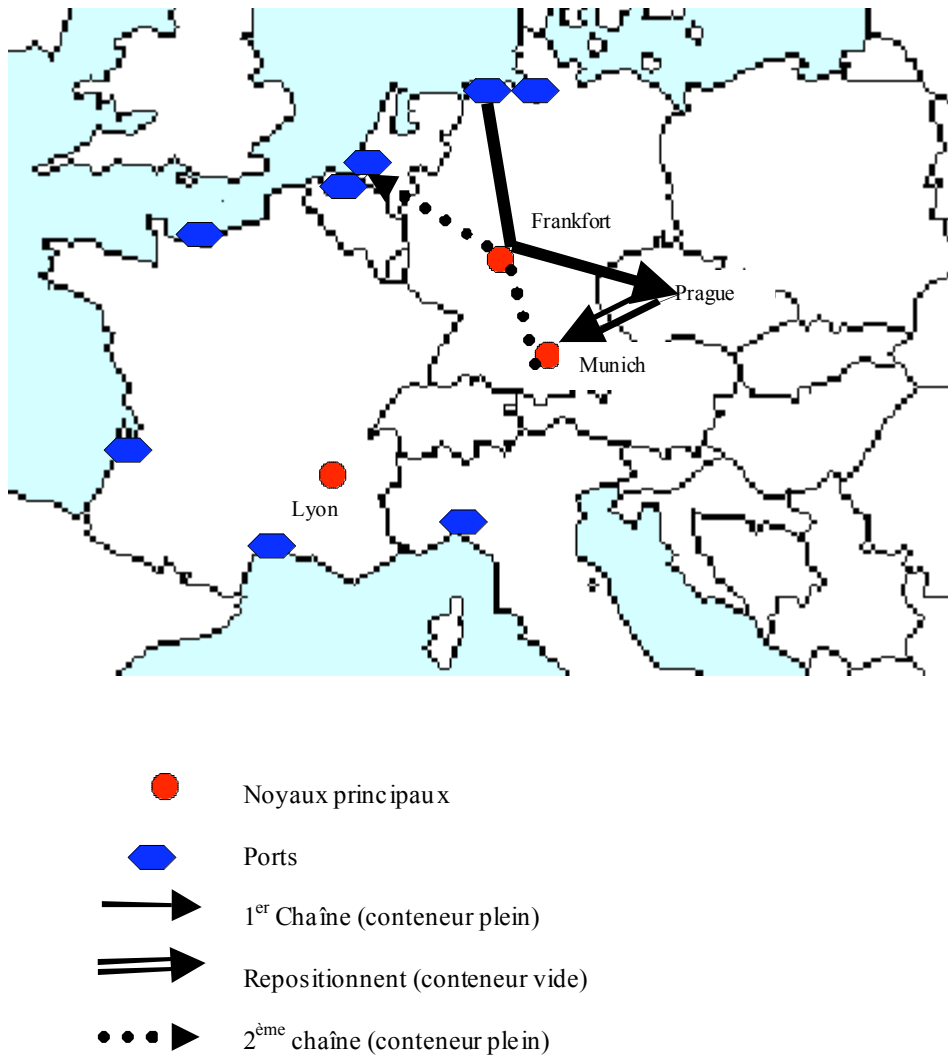 Frankfort
Prague
Munich
Lyon
Noyaux principaux
Ports
1er Chaîne (conteneur plein)
Repositionnent (conteneur vide)
2ème chaîne (conteneur plein)